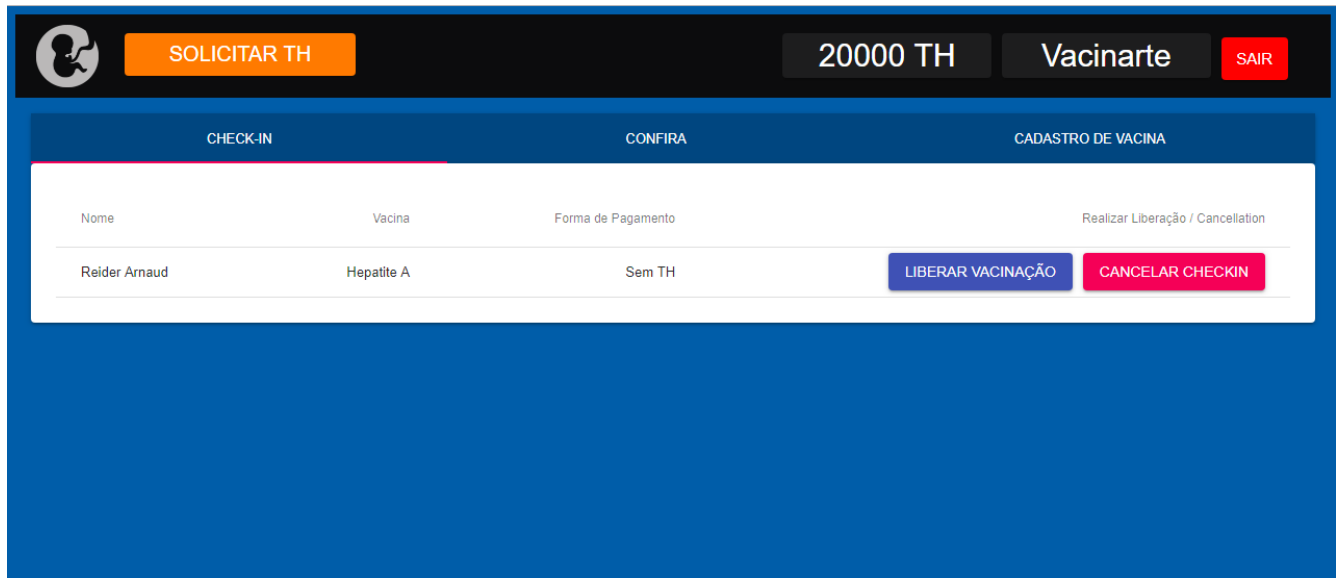 SOLICITAR TH 20000 TH Vacinarte SAIR
CHECK-IN CONFIRA CADASTRO DE VACINA
Nome Vacina Forma de Pagamento Realizar Liberação / Cancellation
Reider Arnaud Hepatite A Sem TH LIBERAR VACINAÇÃO CANCELAR CHECKIN